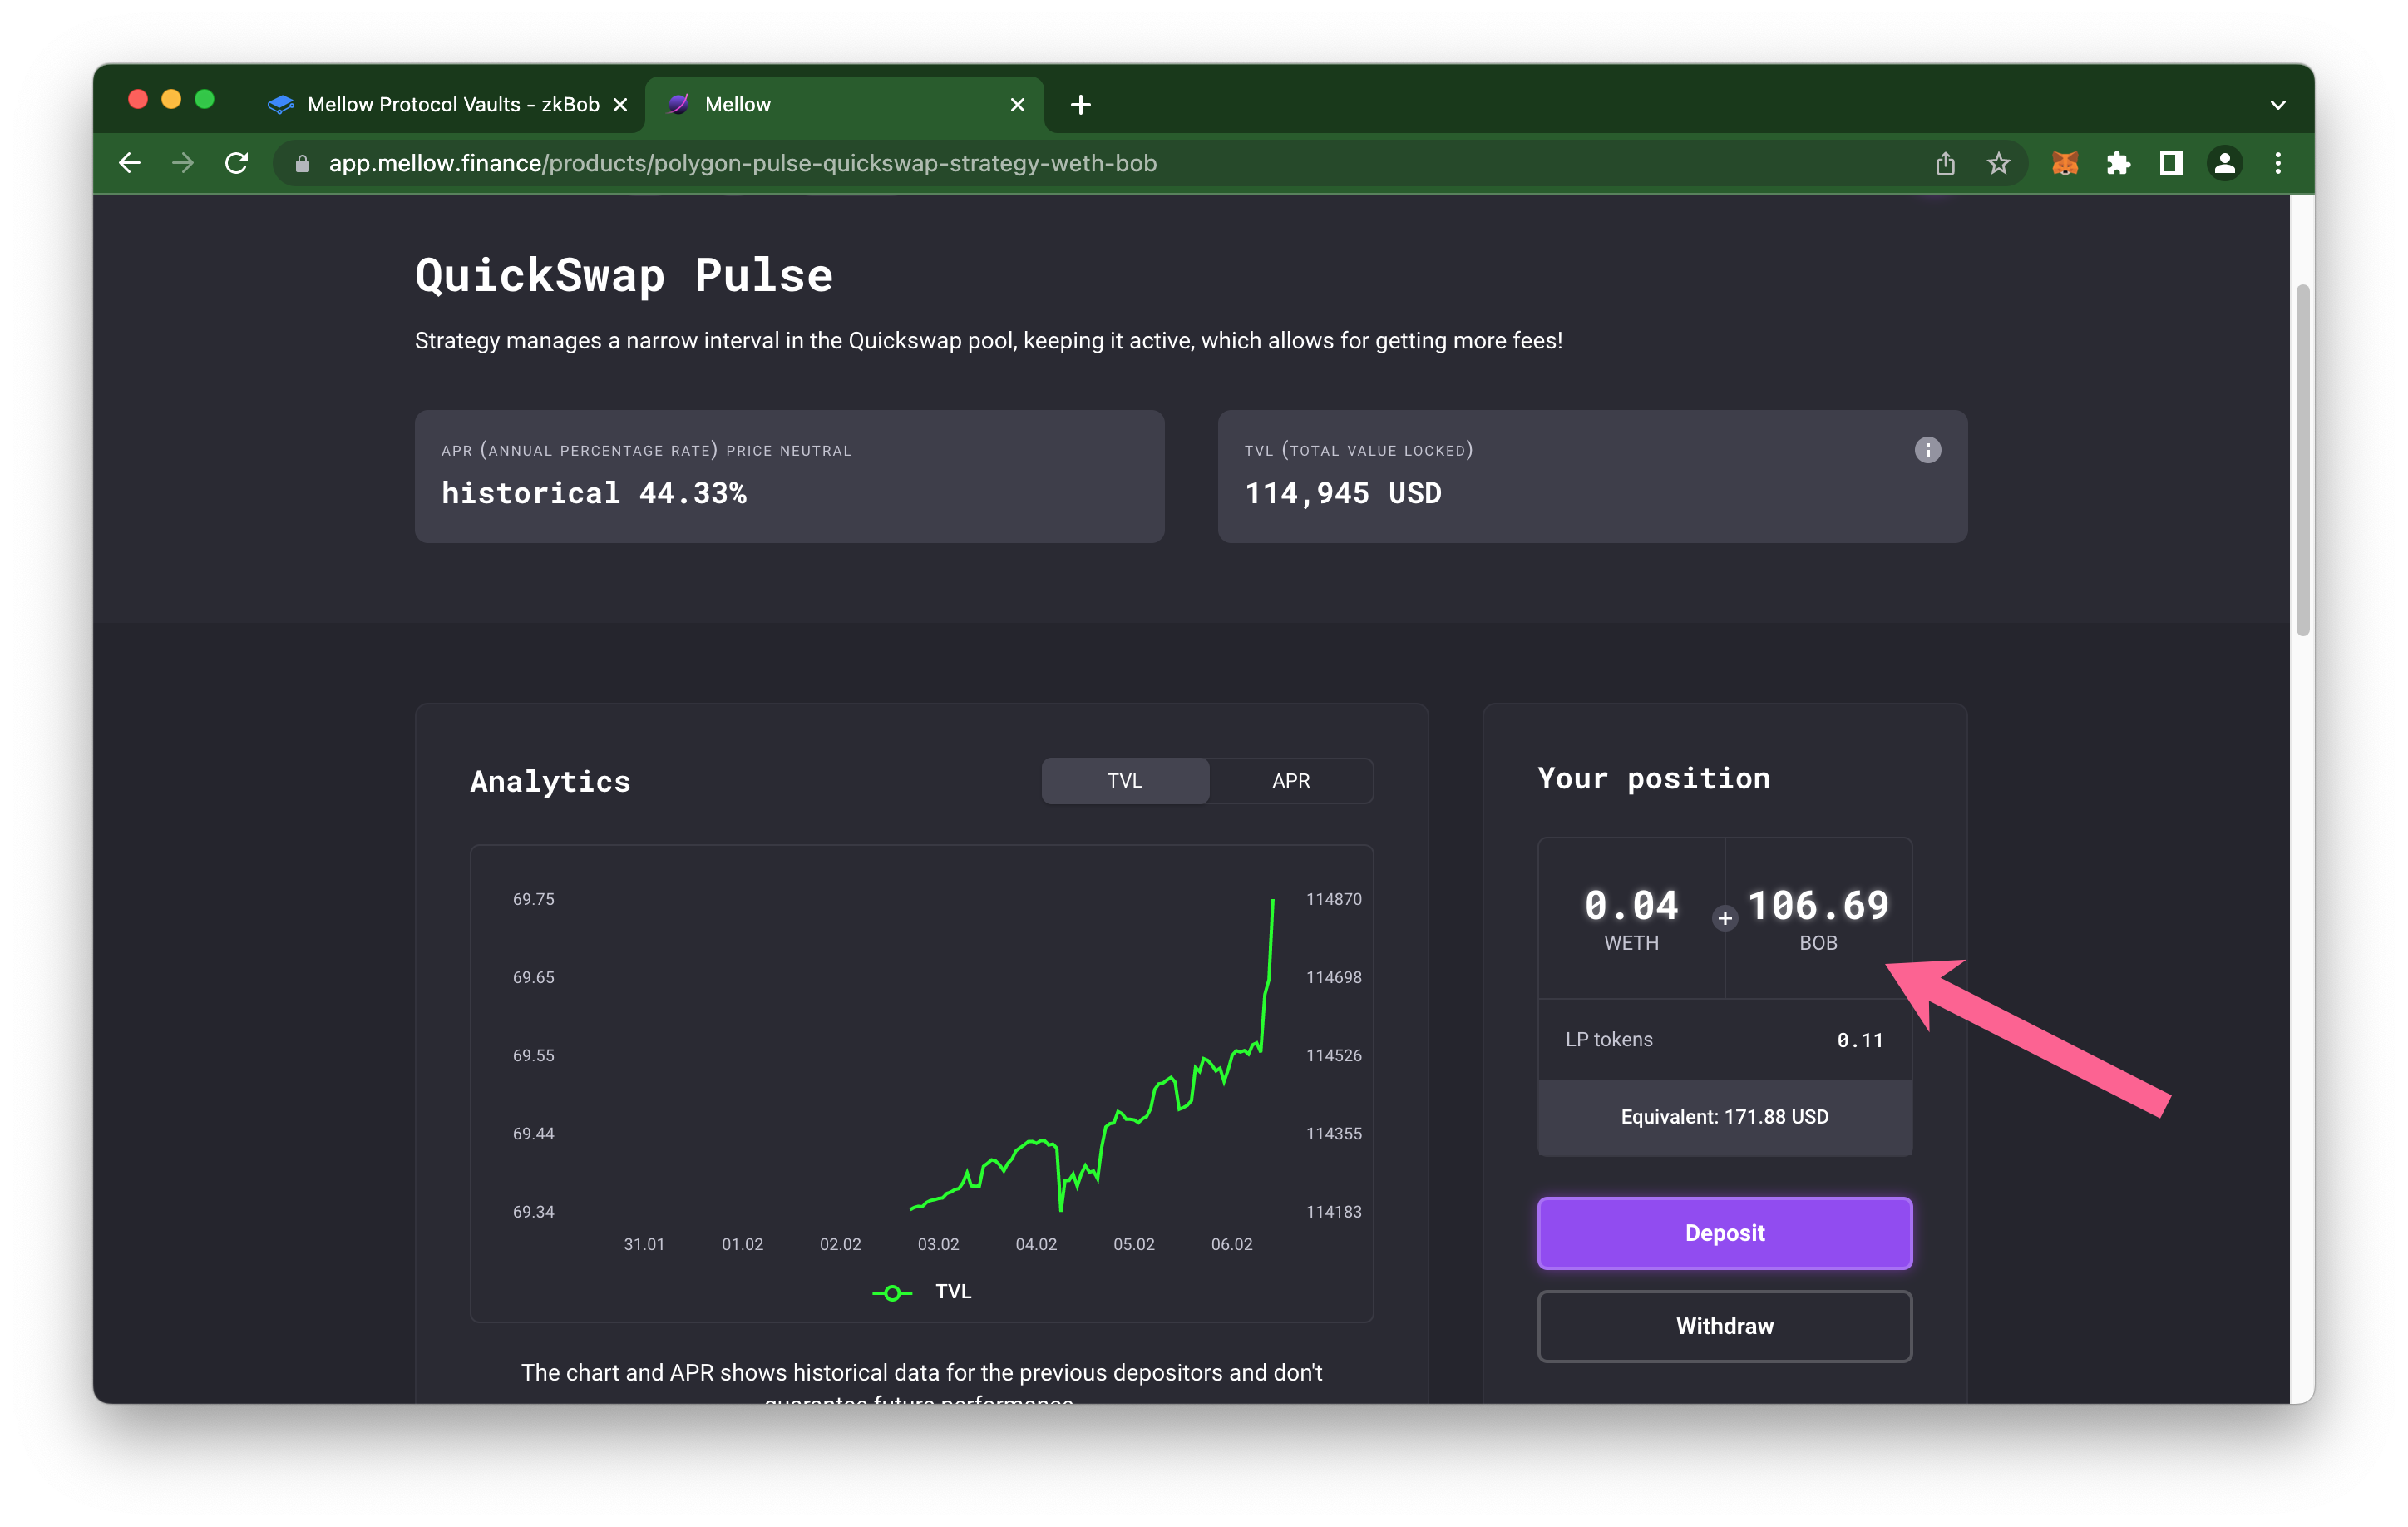 Mellow Protocol Vaults - zkBob
Mellow
app.mellow.finance/products/polygon-pulse-quickswap-strategy-weth-bob
QuickSwap Pulse
Strategy manages a narrow interval in the Quickswap pool, keeping it active, which allows for getting more fees!
APR (ANNUAL PERCENTAGE RATE) PRICE NEUTRAL
historical 44.33%
TVL (TOTAL VALUE LOCKED)
114,945 USD
Analytics
TVL
APR
69.75
69.65
69.55
69.44
69.34
114870
114698
114526
114355
114183
31.01 01.02 02.02 03.02 04.02 05.02 06.02
TVL
The chart and APR shows historical data for the previous depositors and don't
guarantee future performance
Your position
0.04 + 106.69
WETH BOB
LP tokens 0.11
Equivalent: 171.88 USD
Deposit
Withdraw